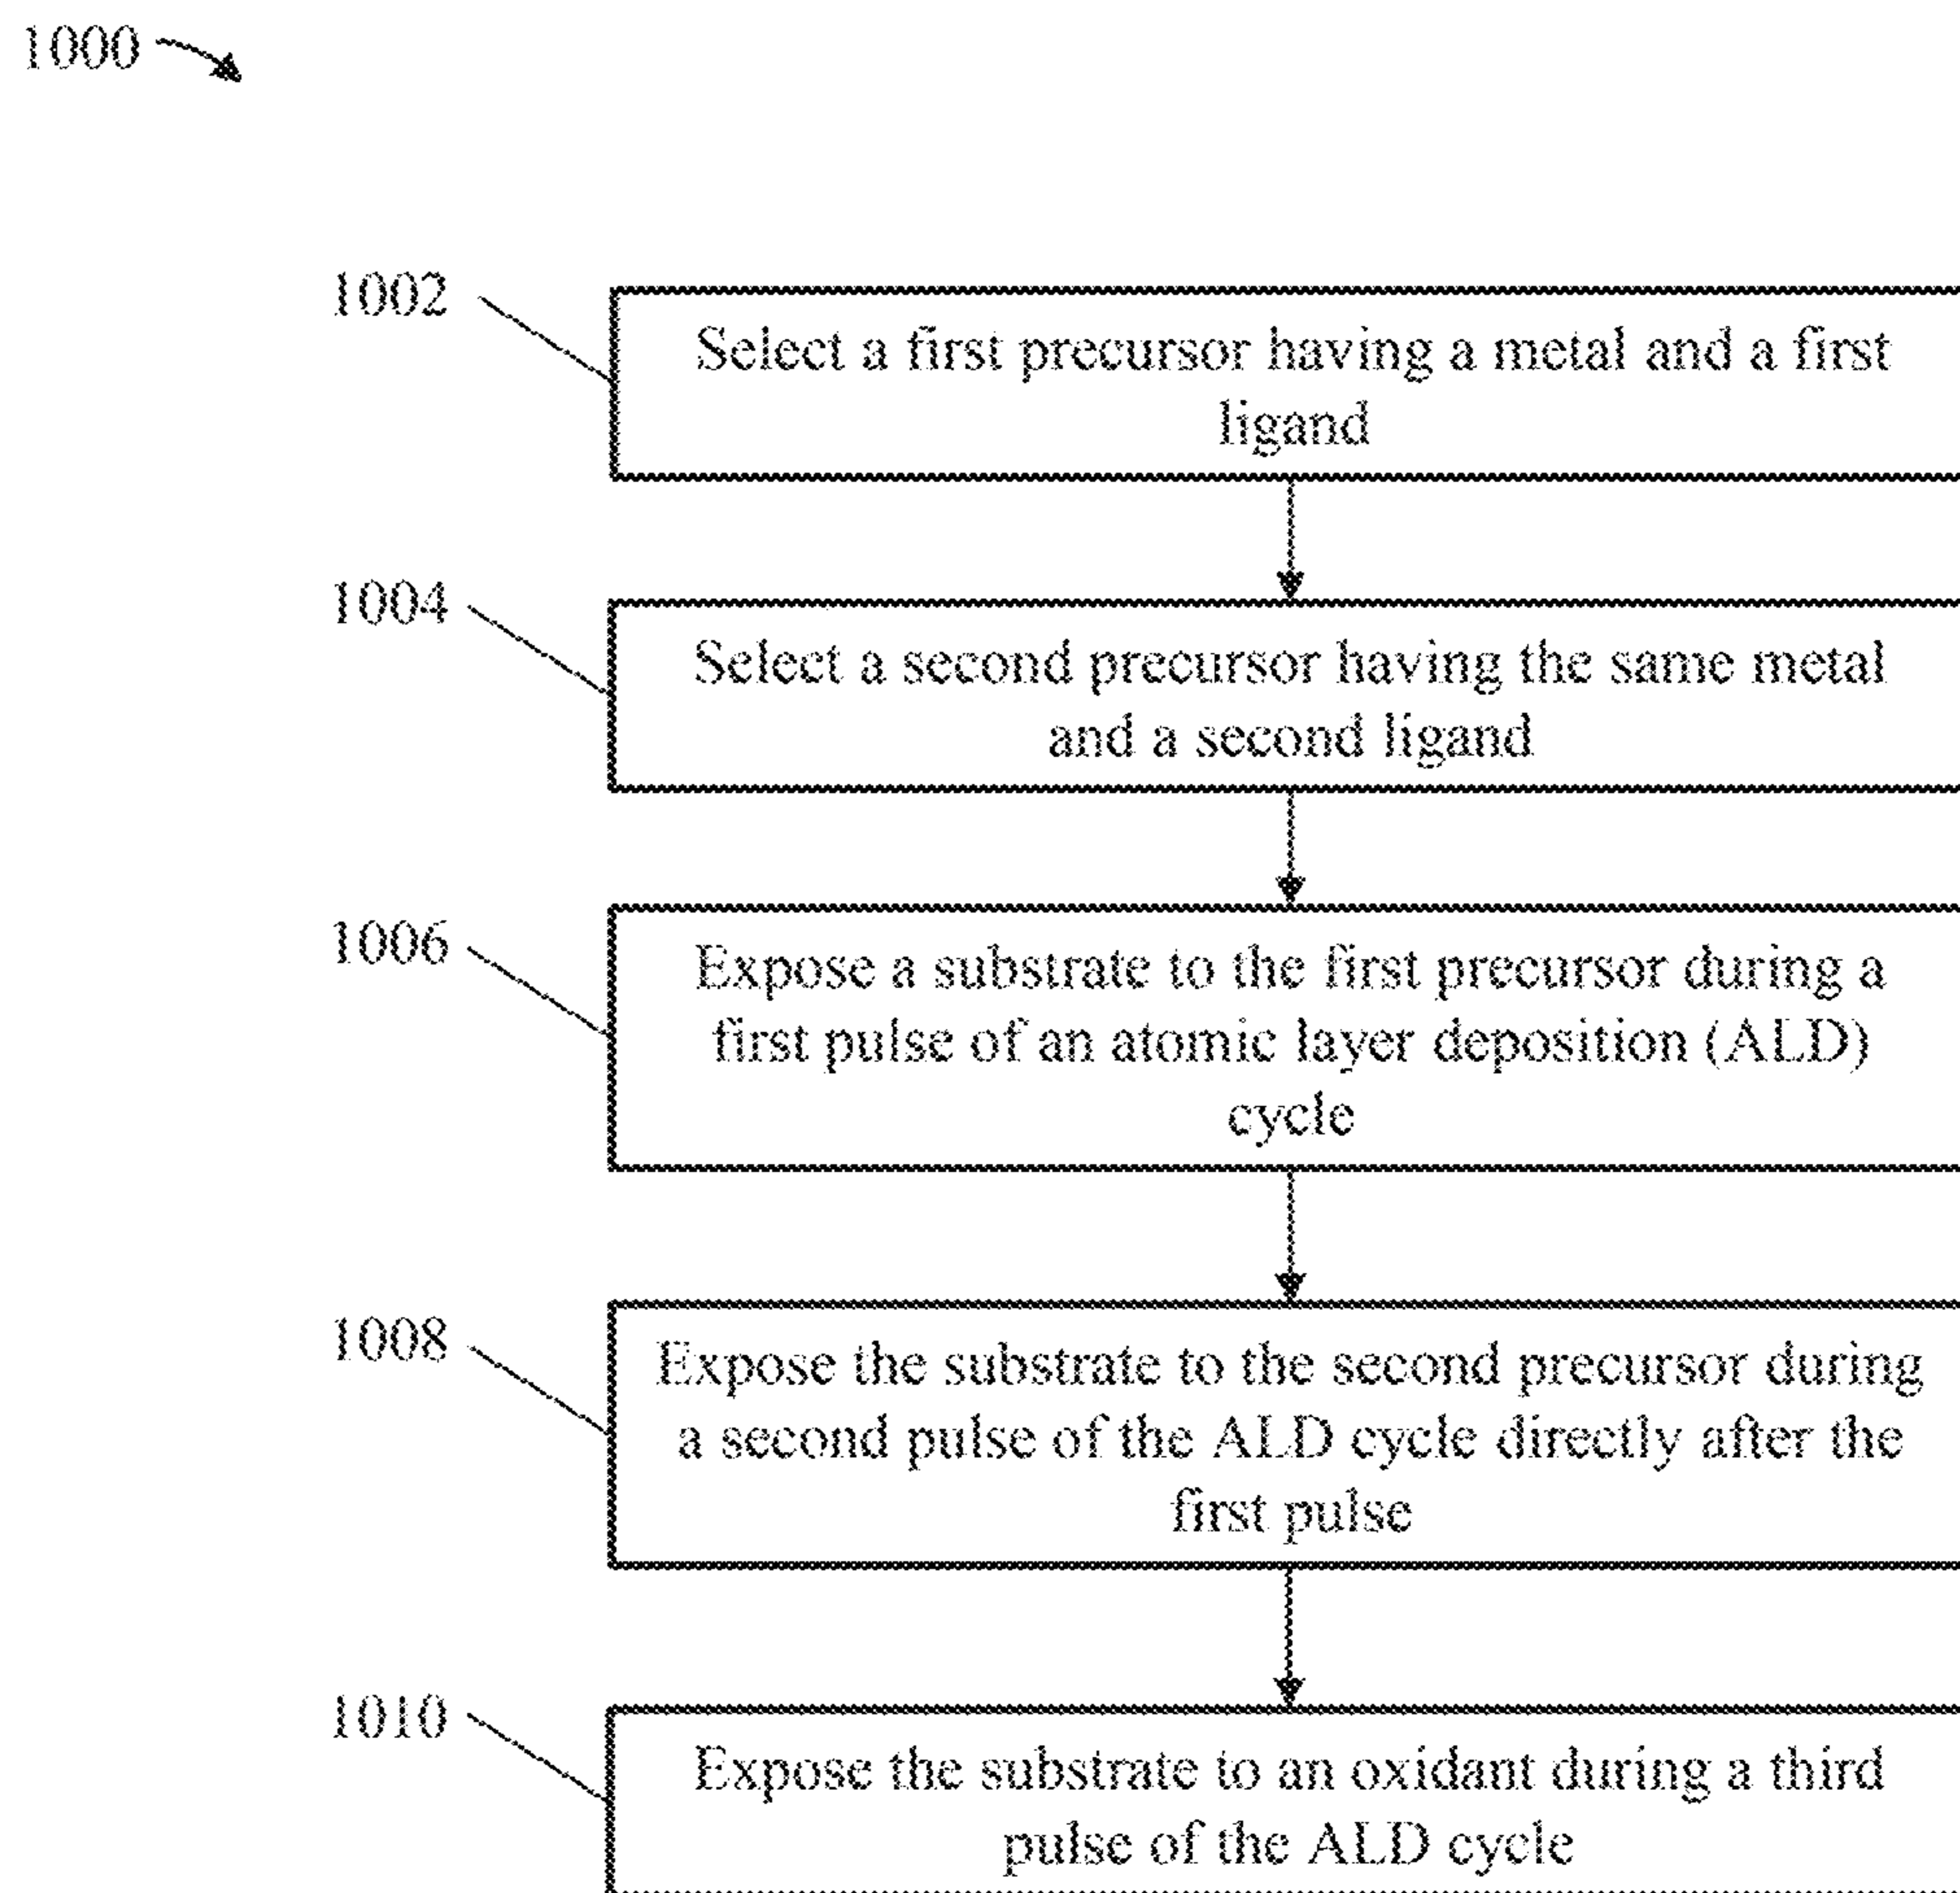 1000
1002
Select a first precursor having a metal and a first
ligand
1004
Select a second precursor having the same metal
and a second ligand
1006
Expose a substrate to the first precursor during a
first pulse of an atomic layer deposition (ALD)
cycle
1008
Expose the substrate to the second precursor during
a second pulse of the ALD cycle directly after the
first pulse
1010
Expose the substrate to an oxidant during a third
pulse of the ALD cycle